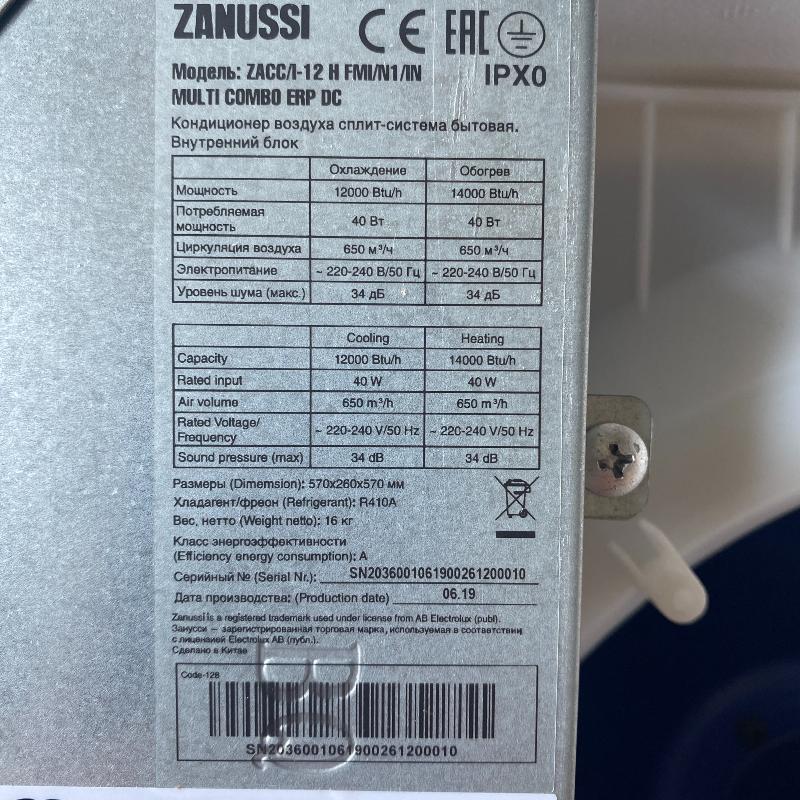 ZANUSSI CE EAC
Модель: ZACC/I-12 H FMI/N1/IN IPX0
MULTI COMBO ERP DC
Кондиционер воздуха сплит-система бытовая.
Внутренний блок
Охлаждение Обогрев
Мощность 12000 Btu/h 14000 Btu/h
Потребляемая
мощность 40 Вт 40 Вт
Циркуляция воздуха 650 м³/ч 650 м³/ч
Электропитание ~ 220-240 В/50 Гц ~ 220-240 В/50 Гц
Уровень шума (макс.) 34 дБ 34 дБ
Cooling Heating
Capacity 12000 Btu/h 14000 Btu/h
Rated input 40 W 40 W
Air volume 650 m³/h 650 m³/h
Rated Voltage/
Frequency ~ 220-240 V/50 Hz ~ 220-240 V/50 Hz
Sound pressure (max) 34 dB 34 dB
Размеры (Dimemsion): 570x260x570 мм
Хладагент/фреон (Refrigerant): R410A
Вес, нетто (Weight netto): 16 кг
Класс энергоэффективности
(Efficiency energy consumption): A
Серийный № (Serial Nr.): SN2036001061900261200010
Дата производства: (Production date) 06.19
Zanussi is a registered trademark used under license from AB Electrolux (publ).
Занусси – зарегистрированная торговая марка, используемая в соответствии
с лицензией Electrolux AB (публ.).
Сделано в Китае
Code-128
SN2036001061900261200010